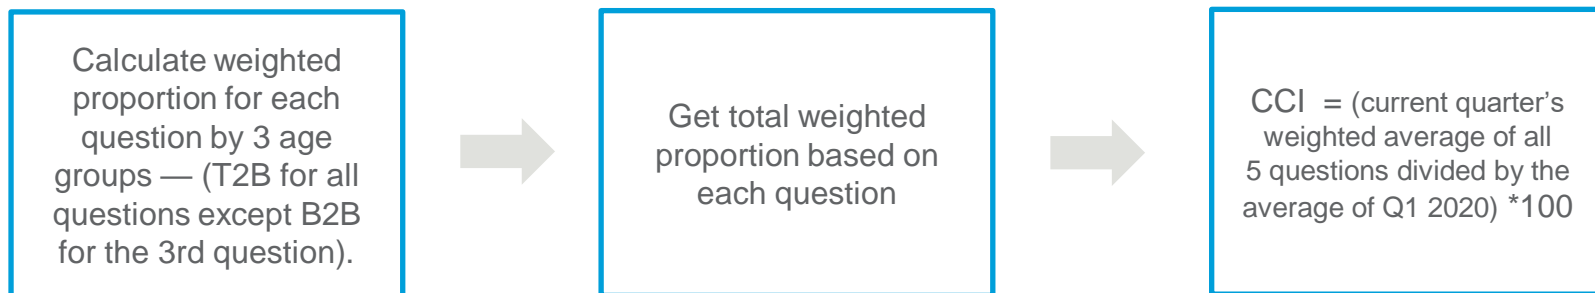 Calculate weighted
proportion for each
question by 3 age
groups — (T2B for all
questions except B2B
for the 3rd question).
Get total weighted
proportion based on
each question
CCI = (current quarter's
weighted average of all
5 questions divided by the
average of Q1 2020) *100